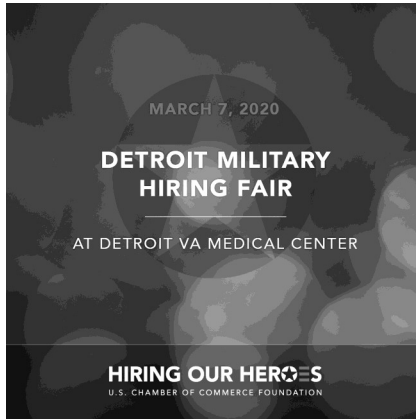 MARCH 7, 2020
DETROIT MILITARY
HIRING FAIR
AT DETROIT VA MEDICAL CENTER
HIRING OUR HEROES
U.S. CHAMBER OF COMMERCE FOUNDATION